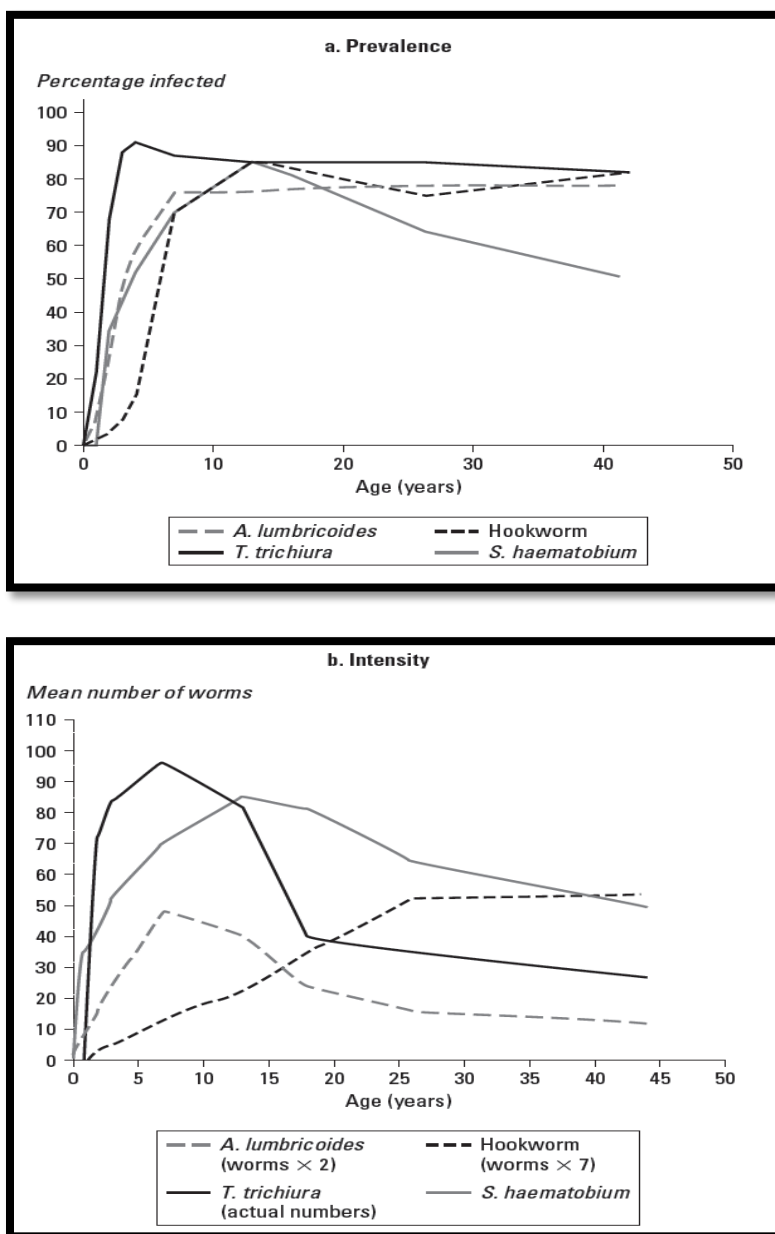 a. Prevalence
Percentage infected
100
90
80
70
60
50
40
30
20
10
0
0 10 20 30 40 50
Age (years)
A. lumbricoides Hookworm
T. trichiura S. haematobium
b. Intensity
Mean number of worms
110
100
90
80
70
60
50
40
30
20
10
0
0 5 10 15 20 25 30 35 40 45 50
Age (years)
A. lumbricoides Hookworm
(worms × 2) (worms × 7)
T. trichiura S. haematobium
(actual numbers)